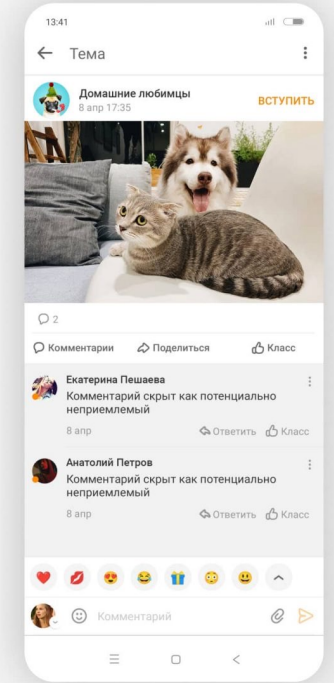 13:41
Тема
Домашние любимцы
8 апр 17:35
ВСТУПИТЬ
2
Комментарии Поделиться Класс
Екатерина Пешаева
Комментарий скрыт как потенциально
неприемлемый
8 апр Ответить Класс
Анатолий Петров
Комментарий скрыт как потенциально
неприемлемый
8 апр Ответить Класс
Комментарий